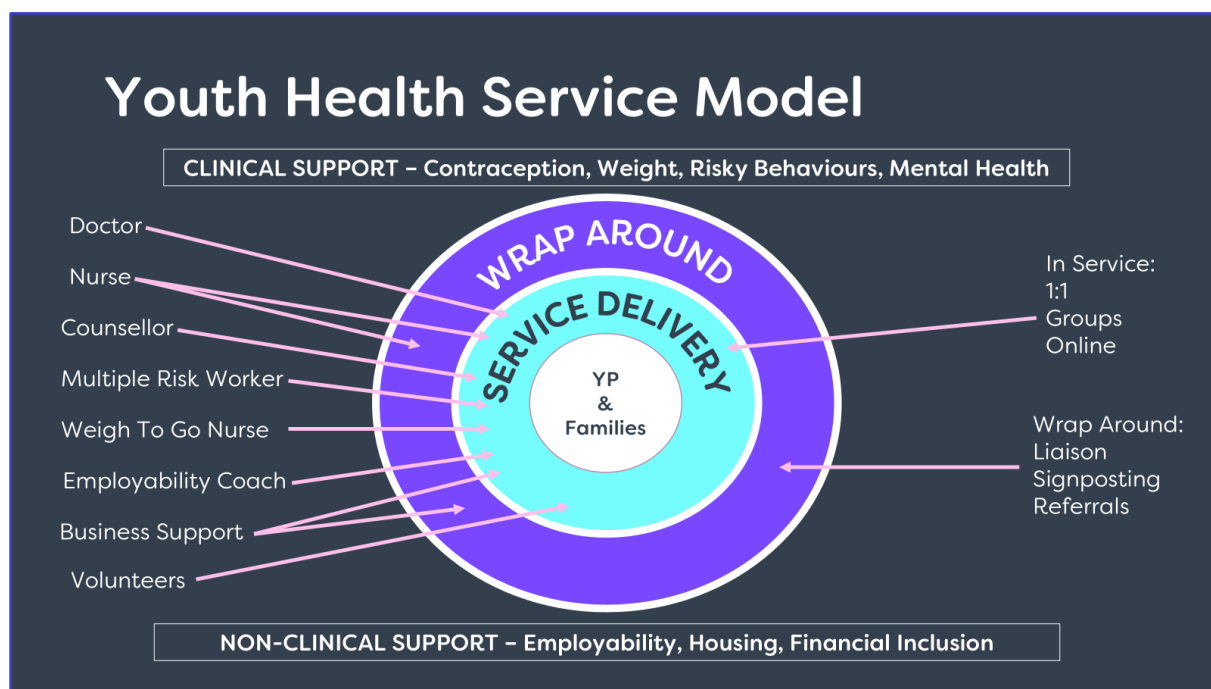 Youth Health Service Model
CLINICAL SUPPORT – Contraception, Weight, Risky Behaviours, Mental Health
Doctor
Nurse
Counsellor
Multiple Risk Worker
Weigh To Go Nurse
Employability Coach
Business Support
Volunteers
WRAP AROUND
SERVICE DELIVERY
YP
&
Families
In Service:
1:1
Groups
Online
Wrap Around:
Liaison
Signposting
Referrals
NON-CLINICAL SUPPORT – Employability, Housing, Financial Inclusion